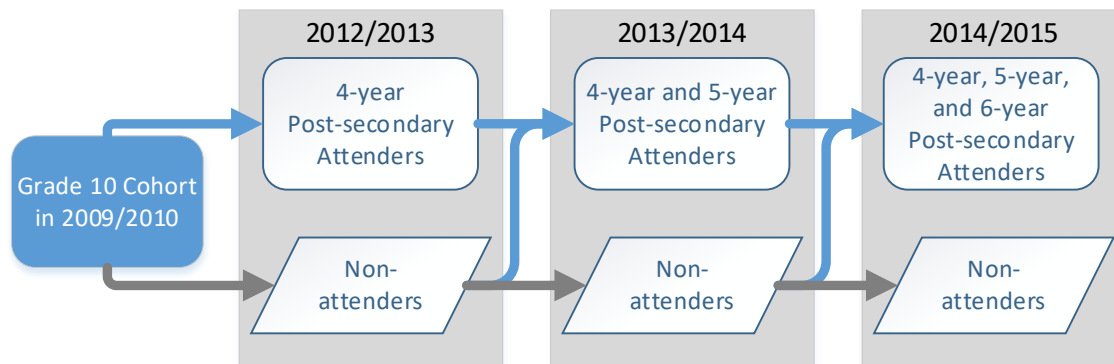 2012/2013
2013/2014
2014/2015
Grade 10 Cohort
in 2009/2010
4-year
Post-secondary
Attenders
4-year and 5-year
Post-secondary
Attenders
4-year, 5-year,
and 6-year
Post-secondary
Attenders
Non-
attenders
Non-
attenders
Non-
attenders